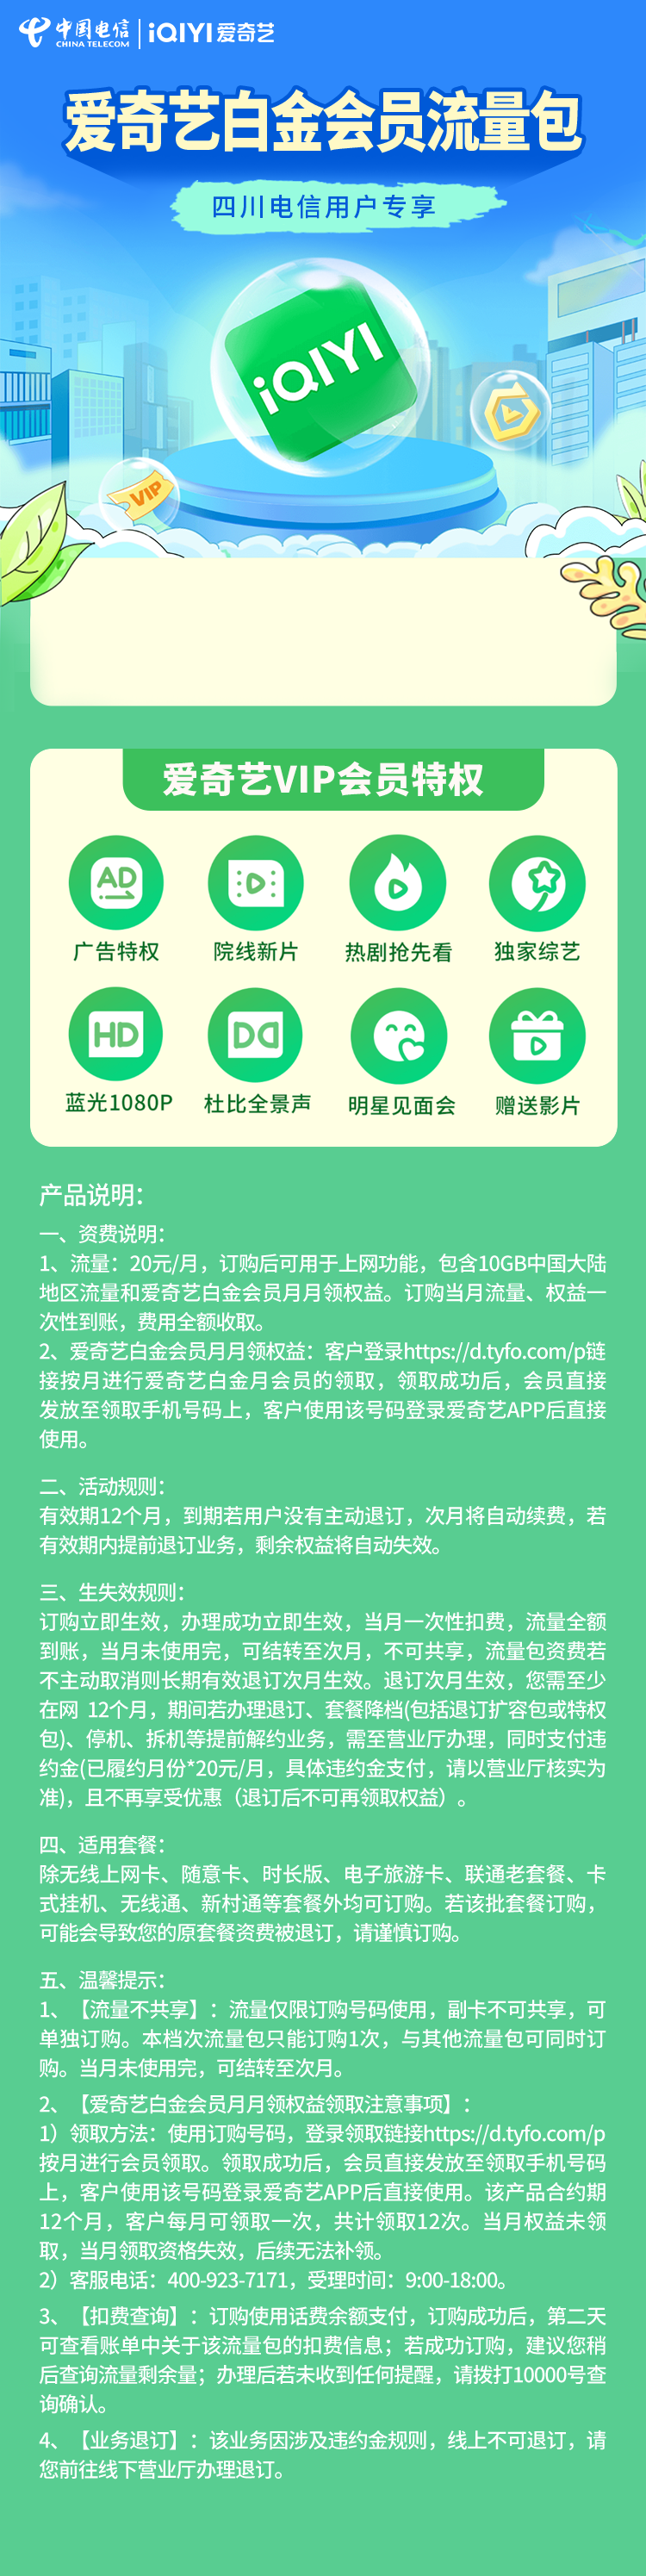 中国电信
CHINA TELECOM
iQIYI 爱奇艺
爱奇艺白金会员流量包
四川电信用户专享
iQIYI
VIP
爱奇艺VIP会员特权
AD
广告特权 院线新片 热剧抢先看 独家综艺
HD
蓝光1080P 杜比全景声 明星见面会 赠送影片
产品说明：
一、资费说明：
1、流量：20元/月，订购后可用于上网功能，包含10GB中国大陆
地区流量和爱奇艺白金会员月月领权益。订购当月流量、权益一
次性到账，费用全额收取。
2、爱奇艺白金会员月月领权益：客户登录https://d.tyfo.com/p链
接按月进行爱奇艺白金月会员的领取，领取成功后，会员直接
发放至领取手机号码上，客户使用该号码登录爱奇艺APP后直接
使用。
二、活动规则：
有效期12个月，到期若用户没有主动退订，次月将自动续费，若
有效期内提前退订业务，剩余权益将自动失效。
三、生失效规则：
订购立即生效，办理成功立即生效，当月一次性扣费，流量全额
到账，当月未使用完，可结转至次月，不可共享，流量包资费若
不主动取消则长期有效退订次月生效。退订次月生效，您需至少
在网 12个月，期间若办理退订、套餐降档(包括退订扩容包或特权
包)、停机、拆机等提前解约业务，需至营业厅办理，同时支付违
约金(已履约月份*20元/月，具体违约金支付，请以营业厅核实为
准)，且不再享受优惠（退订后不可再领取权益）。
四、适用套餐：
除无线上网卡、随意卡、时长版、电子旅游卡、联通老套餐、卡
式挂机、无线通、新村通等套餐外均可订购。若该批套餐订购，
可能会导致您的原套餐资费被退订，请谨慎订购。
五、温馨提示：
1、【流量不共享】：流量仅限订购号码使用，副卡不可共享，可
单独订购。本档次流量包只能订购1次，与其他流量包可同时订
购。当月未使用完，可结转至次月。
2、【爱奇艺白金会员月月领权益领取注意事项】：
1）领取方法：使用订购号码，登录领取链接https://d.tyfo.com/p
按月进行会员领取。领取成功后，会员直接发放至领取手机号码
上，客户使用该号码登录爱奇艺APP后直接使用。该产品合约期
12个月，客户每月可领取一次，共计领取12次。当月权益未领
取，当月领取资格失效，后续无法补领。
2）客服电话：400-923-7171，受理时间：9:00-18:00。
3、【扣费查询】：订购使用话费余额支付，订购成功后，第二天
可查看账单中关于该流量包的扣费信息；若成功订购，建议您稍
后查询流量剩余量；办理后若未收到任何提醒，请拨打10000号查
询确认。
4、【业务退订】：该业务因涉及违约金规则，线上不可退订，请
您前往线下营业厅办理退订。